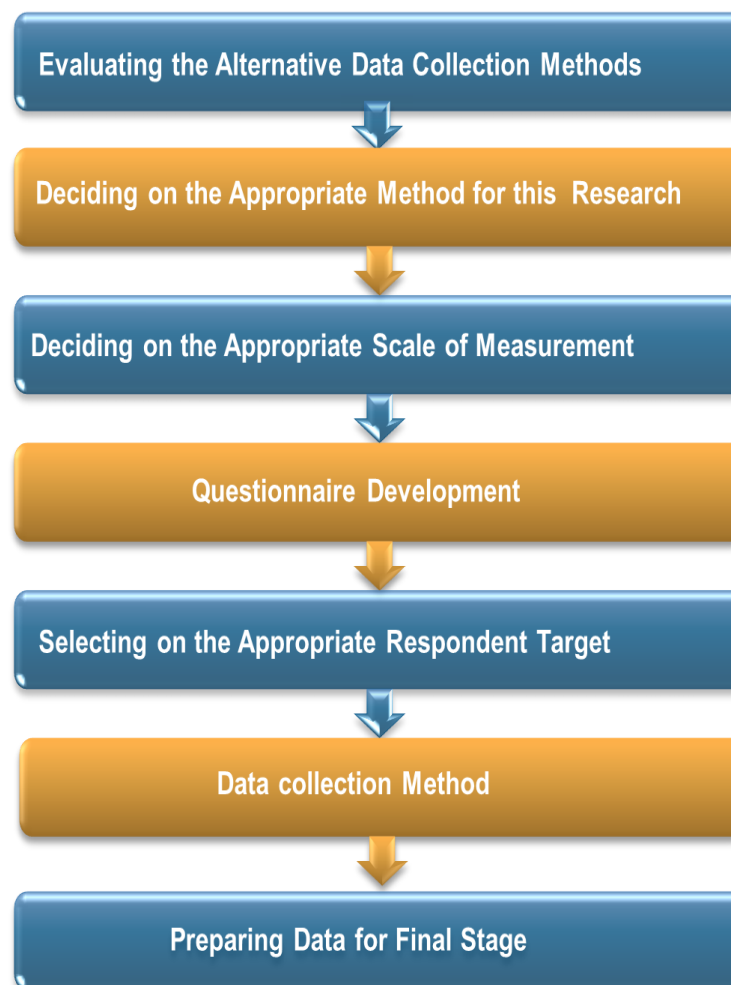 Evaluating the Alternative Data Collection Methods
Deciding on the Appropriate Method for this Research
Deciding on the Appropriate Scale of Measurement
Questionnaire Development
Selecting on the Appropriate Respondent Target
Data collection Method
Preparing Data for Final Stage